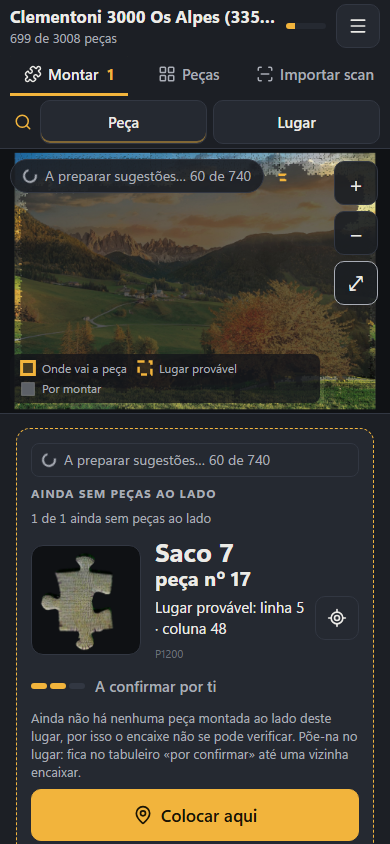 Clementoni 3000 Os Alpes (335...
699 de 3008 peças
Montar 1
Peças
Importar scan
Peça
Lugar
A preparar sugestões... 60 de 740
+
−
Onde vai a peça
Lugar provável
Por montar
A preparar sugestões... 60 de 740
AINDA SEM PEÇAS AO LADO
1 de 1 ainda sem peças ao lado
Saco 7
peça nº 17
Lugar provável: linha 5
· coluna 48
P1200
A confirmar por ti
Ainda não há nenhuma peça montada ao lado deste
lugar, por isso o encaixe não se pode verificar. Põe-na no
lugar: fica no tabuleiro «por confirmar» até uma vizinha
encaixar.
Colocar aqui